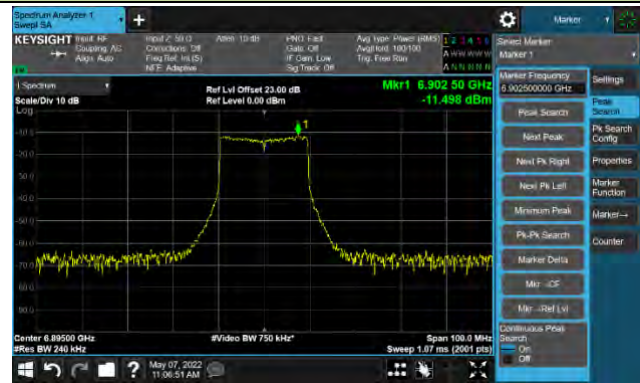 Spectrum Analyzer 1
Swept SA
+
Marker
KEYSIGHT Input: RF
Coupling: AC
Align: Auto
Input Z: 50 Ω
Corrections: Off
Freq Ref: Int (S)
NFE: Adaptive
Atten: 10 dB
PNO: Fast
Gate: Off
IF Gain: Low
Sig Track: Off
Avg Type: Power (RMS)
Avg|Hold: 100/100
Trig: Free Run
1 2 3 4 5 6
A W W W W W
A N N N N N
Select Marker
Marker 1
1 Spectrum
Scale/Div 10 dB
Log
Ref Lvl Offset 23.00 dB
Ref Level 0.00 dBm
Mkr1 6.902 50 GHz
-11.498 dBm
1
-10.0
-20.0
-30.0
-40.0
-50.0
-60.0
-70.0
-80.0
-90.0
Center 6.89500 GHz
#Res BW 240 kHz
#Video BW 750 kHz*
Span 100.0 MHz
Sweep 1.07 ms (2001 pts)
Marker Frequency
6.902500000 GHz
Peak Search
Next Peak
Next Pk Right
Next Pk Left
Minimum Peak
Pk-Pk Search
Marker Delta
Mkr→CF
Mkr→Ref Lvl
Continuous Peak
Search
On
Off
Settings
Peak
Search
Pk Search
Config
Properties
Marker
Function
Marker→
Counter
?
May 07, 2022
11:06:51 AM